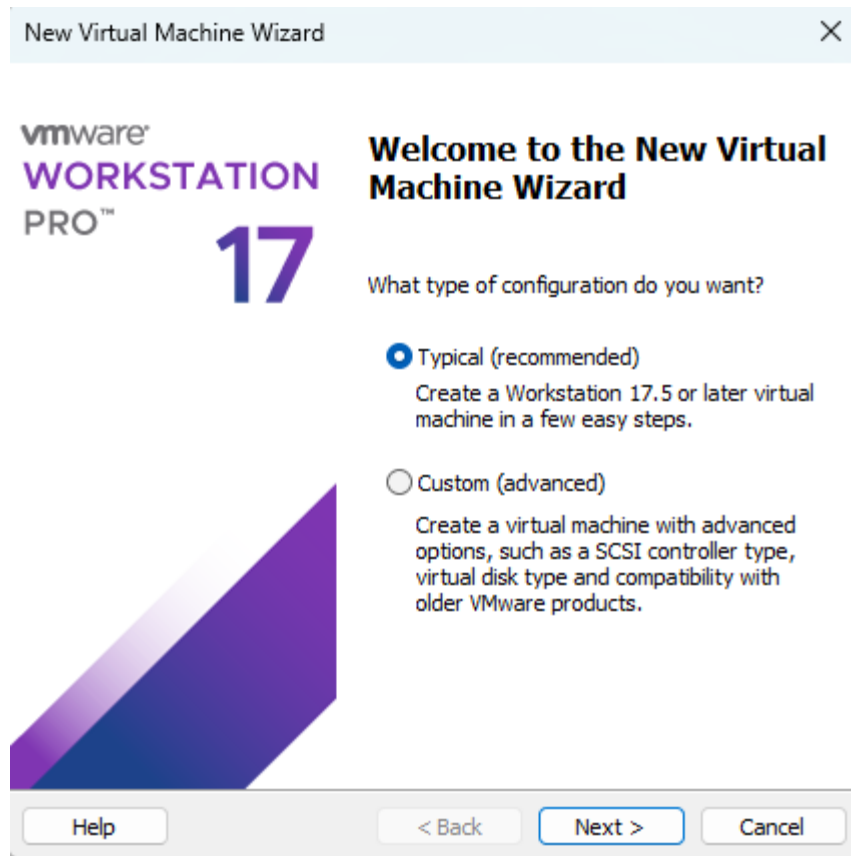 New Virtual Machine Wizard
vmware®
WORKSTATION
PRO™
17
Welcome to the New Virtual
Machine Wizard
What type of configuration do you want?
Typical (recommended)
Create a Workstation 17.5 or later virtual
machine in a few easy steps.
Custom (advanced)
Create a virtual machine with advanced
options, such as a SCSI controller type,
virtual disk type and compatibility with
older VMware products.
Help
< Back
Next >
Cancel